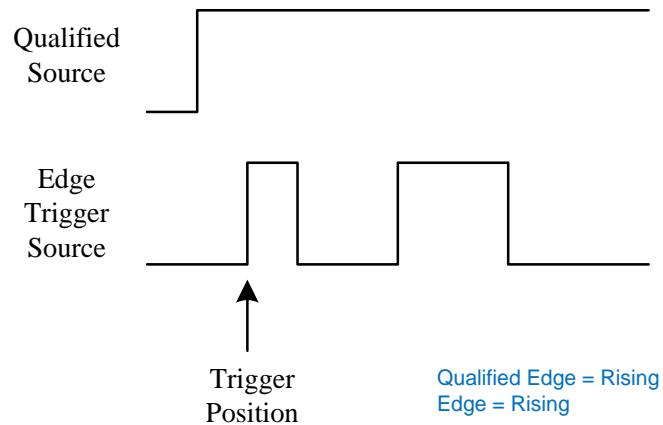 Qualified
Source
Edge
Trigger
Source
Trigger
Position
Qualified Edge = Rising
Edge = Rising